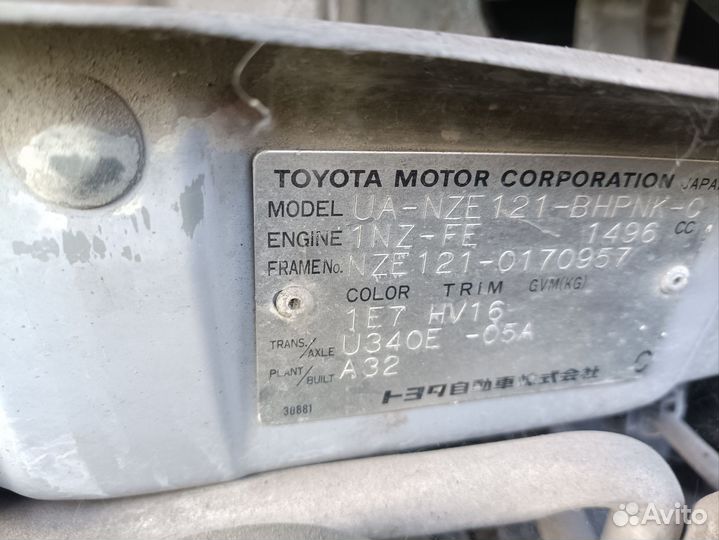 TOYOTA MOTOR CORPORATION JAPA
MODEL UA-NZE121-BHPNK-
ENGINE 1NZ-FE 1496 CC
FRAME No. NZE121-0170957
COLOR TRIM GVM(KG)
1E7 HV16
TRANS./AXLE U340E -05A
PLANT/BUILT A32 C
トヨタ自動車株式会社
30881
Avito